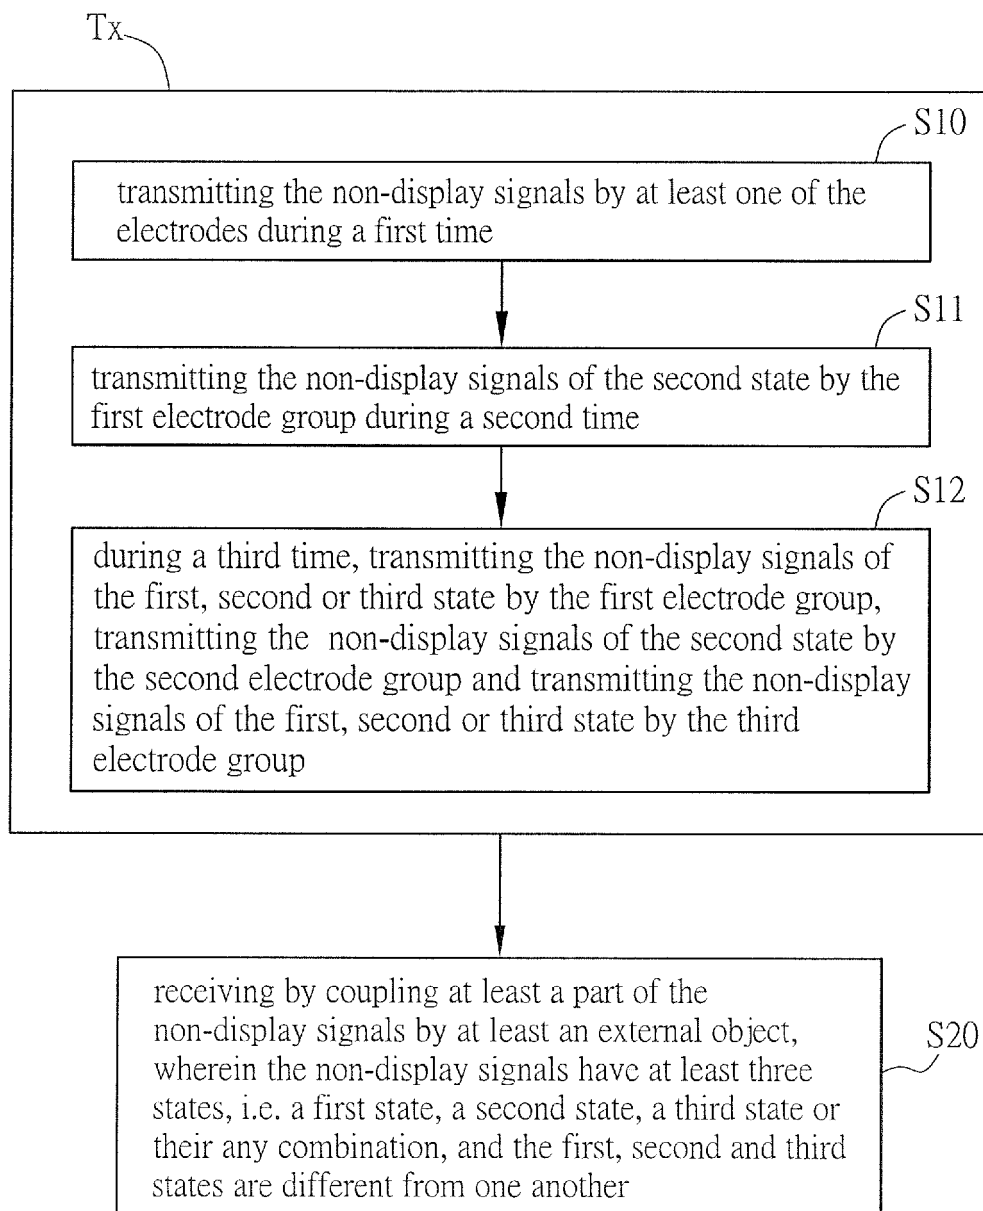 Tx
S10
transmitting the non-display signals by at least one of the
electrodes during a first time
S11
transmitting the non-display signals of the second state by the
first electrode group during a second time
S12
during a third time, transmitting the non-display signals of
the first, second or third state by the first electrode group,
transmitting the non-display signals of the second state by
the second electrode group and transmitting the non-display
signals of the first, second or third state by the third
electrode group
receiving by coupling at least a part of the
non-display signals by at least an external object,
S20
wherein the non-display signals have at least three
states, i.e. a first state, a second state, a third state or
their any combination, and the first, second and third
states are different from one another